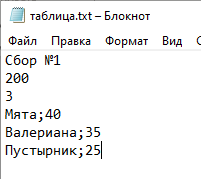 таблица.txt – Блокнот
Файл Правка Формат Вид
Сбор №1
200
3
Мята;40
Валериана;35
Пустырник;25